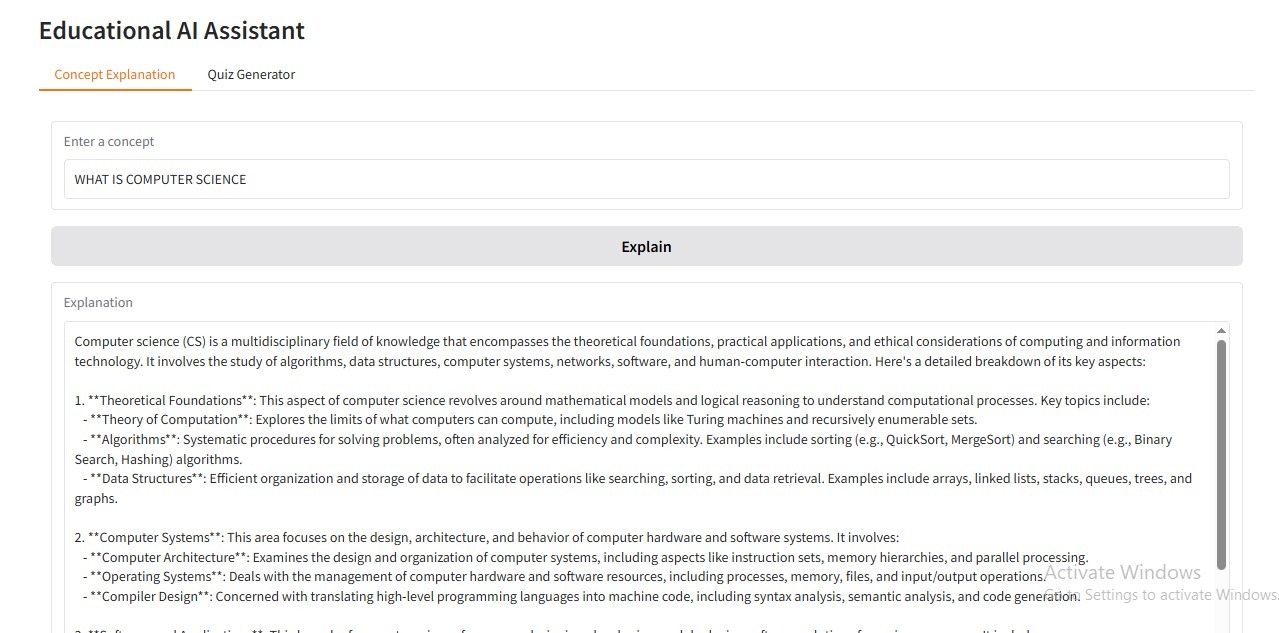 Educational AI Assistant
Concept Explanation Quiz Generator
Enter a concept
WHAT IS COMPUTER SCIENCE
Explain
Explanation
Computer science (CS) is a multidisciplinary field of knowledge that encompasses the theoretical foundations, practical applications, and ethical considerations of computing and information
technology. It involves the study of algorithms, data structures, computer systems, networks, software, and human-computer interaction. Here's a detailed breakdown of its key aspects:
1. **Theoretical Foundations**: This aspect of computer science revolves around mathematical models and logical reasoning to understand computational processes. Key topics include:
- **Theory of Computation**: Explores the limits of what computers can compute, including models like Turing machines and recursively enumerable sets.
- **Algorithms**: Systematic procedures for solving problems, often analyzed for efficiency and complexity. Examples include sorting (e.g., QuickSort, MergeSort) and searching (e.g., Binary
Search, Hashing) algorithms.
- **Data Structures**: Efficient organization and storage of data to facilitate operations like searching, sorting, and data retrieval. Examples include arrays, linked lists, stacks, queues, trees, and
graphs.
2. **Computer Systems**: This area focuses on the design, architecture, and behavior of computer hardware and software systems. It involves:
- **Computer Architecture**: Examines the design and organization of computer systems, including aspects like instruction sets, memory hierarchies, and parallel processing.
- **Operating Systems**: Deals with the management of computer hardware and software resources, including processes, memory, files, and input/output operations.
Activate Windows
- **Compiler Design**: Concerned with translating high-level programming languages into machine code, including syntax analysis, semantic analysis, and code generation.
Go to Settings to activate Windows.